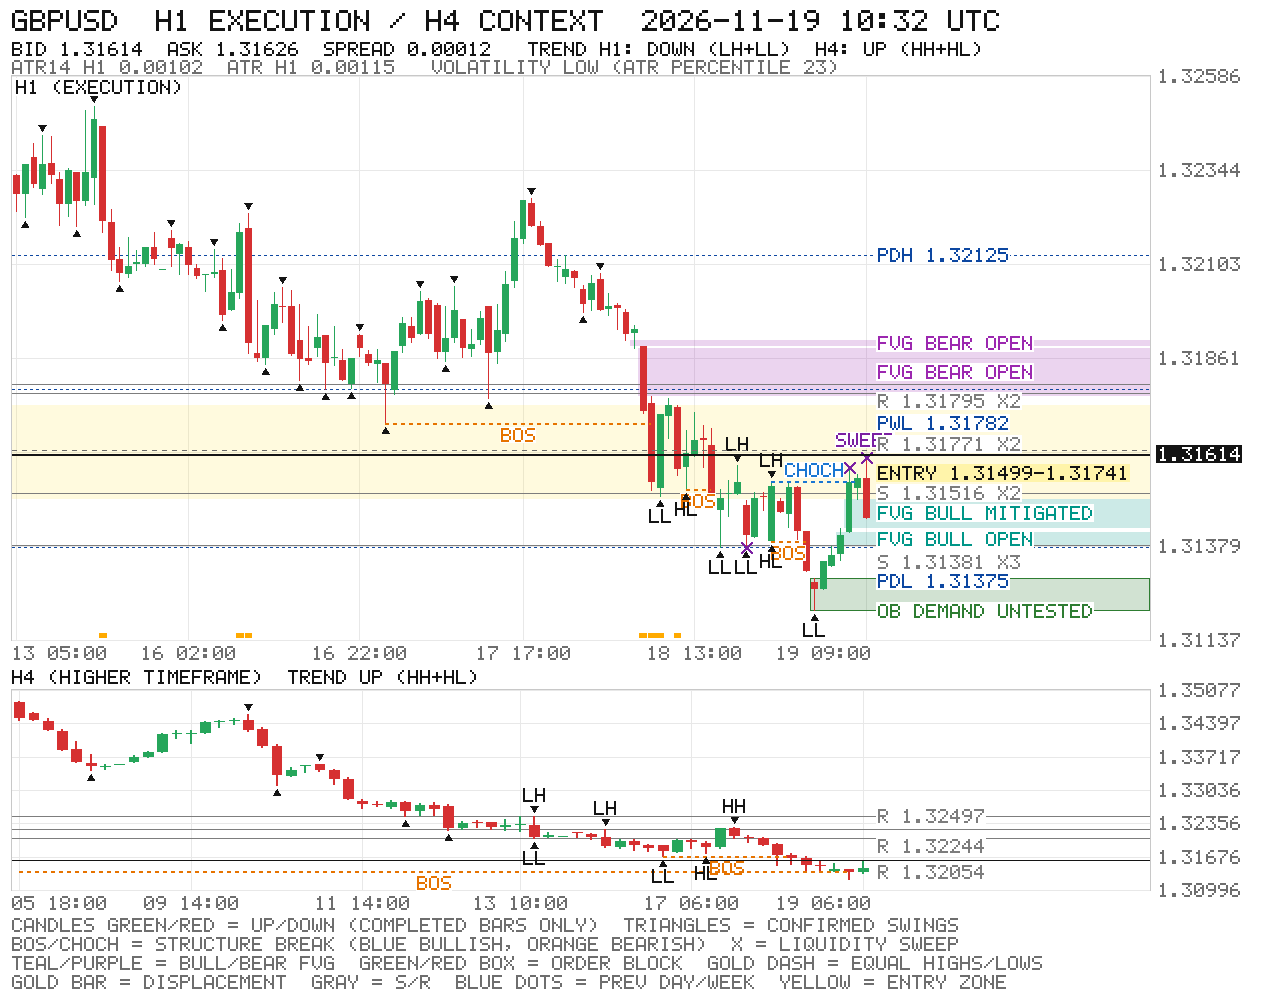 GBPUSD  H1 EXECUTION / H4 CONTEXT  2026-11-19 10:32 UTC
BID 1.31614  ASK 1.31626  SPREAD 0.00012  TREND H1: DOWN (LH+LL)  H4: UP (HH+HL)
ATR14 H1 0.00102  ATR H1 0.00115  VOLATILITY LOW (ATR PERCENTILE 23)
H1 (EXECUTION)
1.32586
1.32344
PDH 1.32125
1.32103
FVG BEAR OPEN
1.31861
FVG BEAR OPEN
R 1.31795 X2
PWL 1.31782
BOS
SWEEP
R 1.31771 X2
LH
1.31614
LH
CHOCH
ENTRY 1.31499-1.31741
S 1.31516 X2
BOS
HL
LL
FVG BULL MITIGATED
FVG BULL OPEN
1.31379
BOS
HL
S 1.31381 X3
LL
LL
PDL 1.31375
OB DEMAND UNTESTED
LL
1.31137
13 05:00
16 02:00
16 22:00
17 17:00
18 13:00
19 09:00
H4 (HIGHER TIMEFRAME)  TREND UP (HH+HL)
1.35077
1.34397
1.33717
1.33036
LH
LH
HH
R 1.32497
1.32356
R 1.32244
LL
1.31676
BOS
HL
LL
R 1.32054
BOS
1.30996
05 18:00
09 14:00
11 14:00
13 10:00
17 06:00
19 06:00
CANDLES GREEN/RED = UP/DOWN (COMPLETED BARS ONLY)  TRIANGLES = CONFIRMED SWINGS
BOS/CHOCH = STRUCTURE BREAK (BLUE BULLISH, ORANGE BEARISH)  X = LIQUIDITY SWEEP
TEAL/PURPLE = BULL/BEAR FVG  GREEN/RED BOX = ORDER BLOCK  GOLD DASH = EQUAL HIGHS/LOWS
GOLD BAR = DISPLACEMENT  GRAY = S/R  BLUE DOTS = PREV DAY/WEEK  YELLOW = ENTRY ZONE